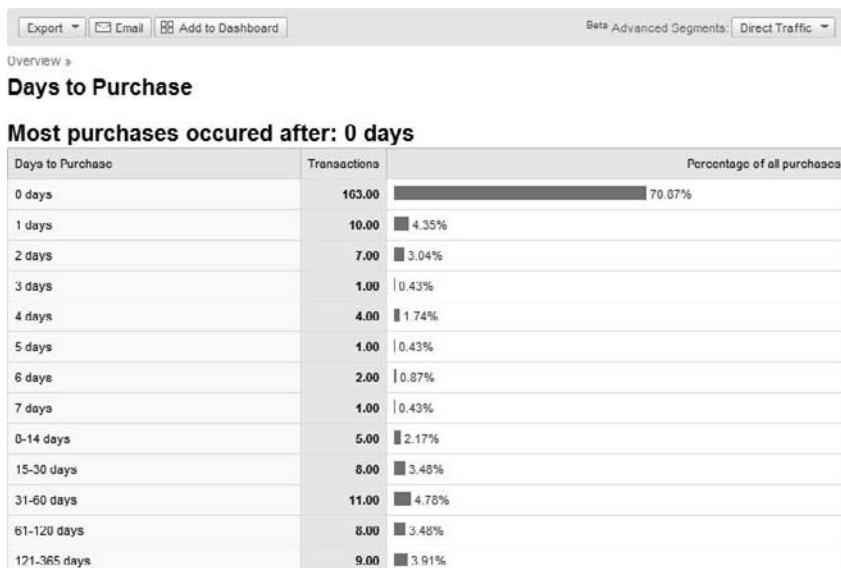 Export Email Add to Dashboard Beta Advanced Segments: Direct Traffic
Overview »
Days to Purchase
Most purchases occured after: 0 days
Days to Purchase Transactions Percentage of all purchases
0 days 163.00 70.87%
1 days 10.00 4.35%
2 days 7.00 3.04%
3 days 1.00 0.43%
4 days 4.00 1.74%
5 days 1.00 0.43%
6 days 2.00 0.87%
7 days 1.00 0.43%
8-14 days 5.00 2.17%
15-30 days 8.00 3.48%
31-60 days 11.00 4.78%
61-120 days 8.00 3.48%
121-365 days 9.00 3.91%